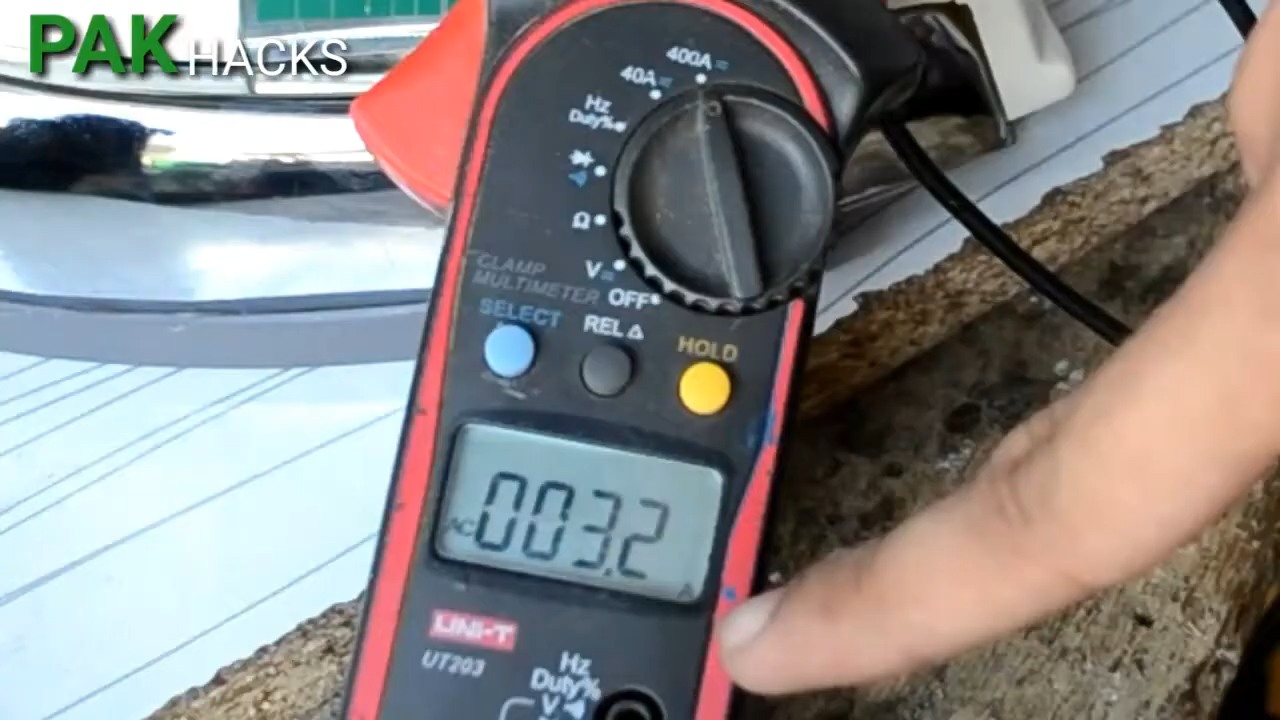 PAK HACKS
400A
40A
Hz
Duty%
Ω
V
OFF
CLAMP
MULTIMETER
SELECT
REL Δ
HOLD
AC 003.2
A
UNI-T
UT203
Hz
Duty%
V